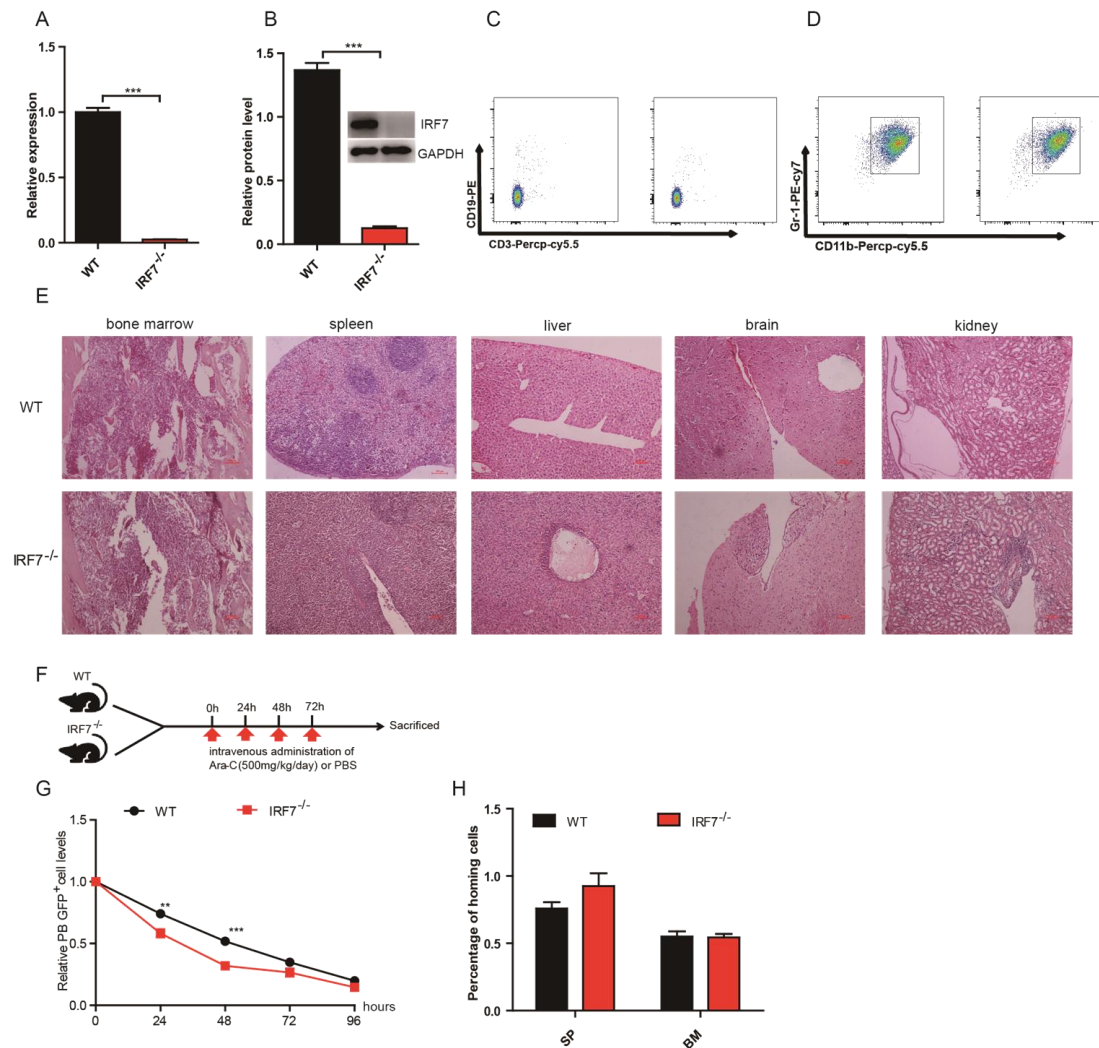 A
Relative expression
1.5
1.0
0.5
0.0
***
WT
IRF7-/-
B
Relative protein level
1.5
1.0
0.5
0.0
***
IRF7
GAPDH
WT
IRF7-/-
C
CD19-PE
CD3-Percp-cy5.5
D
Gr-1-PE-cy7
CD11b-Percp-cy5.5
E
bone marrow
spleen
liver
brain
kidney
WT
IRF7-/-
F
WT
IRF7-/-
0h
24h
48h
72h
Sacrificed
intravenous administration of
Ara-C(500mg/kg/day) or PBS
G
WT
IRF7-/-
Relative PB GFP+cell levels
1.5
1.0
0.5
0.0
**
***
0
24
48
72
96
hours
H
WT
IRF7-/-
Percentage of homing cells
1.5
1.0
0.5
0.0
SP
BM